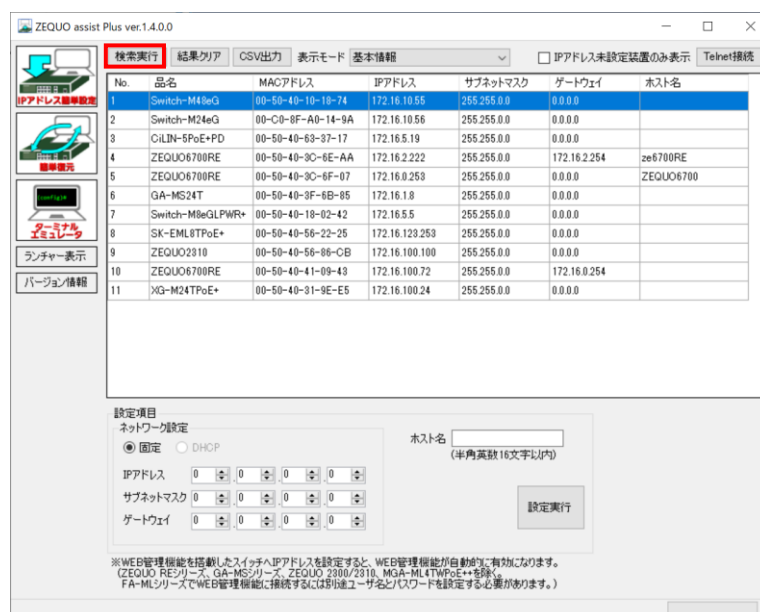 ZEQUO assist Plus ver.1.4.0.0
検索実行 結果クリア CSV出力 表示モード 基本情報 IPアドレス未設定装置のみ表示 Telnet接続
IPアドレス簡単設定
簡単復元
(config)#
ターミナル
エミュレータ
ランチャー表示
バージョン情報
No. 品名 MACアドレス IPアドレス サブネットマスク ゲートウェイ ホスト名
1 Switch-M48eG 00-50-40-10-18-74 172.16.10.55 255.255.0.0 0.0.0.0
2 Switch-M24eG 00-C0-8F-A0-14-9A 172.16.10.56 255.255.0.0 0.0.0.0
3 CiLIN-5PoE+PD 00-50-40-63-37-17 172.16.5.19 255.255.0.0 0.0.0.0
4 ZEQUO6700RE 00-50-40-3C-6E-AA 172.16.2.222 255.255.0.0 172.16.2.254 ze6700RE
5 ZEQUO6700RE 00-50-40-3C-6F-07 172.16.0.253 255.255.0.0 0.0.0.0 ZEQUO6700
6 GA-MS24T 00-50-40-3F-6B-85 172.16.1.8 255.255.0.0 0.0.0.0
7 Switch-M8eGLPWR+ 00-50-40-18-02-42 172.16.5.5 255.255.0.0 0.0.0.0
8 SK-EML8TPoE+ 00-50-40-56-22-25 172.16.123.253 255.255.0.0 0.0.0.0
9 ZEQUO2310 00-50-40-56-86-CB 172.16.100.100 255.255.0.0 0.0.0.0
10 ZEQUO6700RE 00-50-40-41-09-43 172.16.100.72 255.255.0.0 172.16.0.254
11 XG-M24TPoE+ 00-50-40-31-9E-E5 172.16.100.24 255.255.0.0 0.0.0.0
設定項目
ネットワーク設定
固定 DHCP
IPアドレス 0 . 0 . 0 . 0
サブネットマスク 0 . 0 . 0 . 0
ゲートウェイ 0 . 0 . 0 . 0
ホスト名
(半角英数16文字以内)
設定実行
※WEB管理機能を搭載したスイッチへIPアドレスを設定すると、WEB管理機能が自動的に有効になります。
(ZEQUO REシリーズ、GA-MSシリーズ、ZEQUO 2300/2310、MGA-ML4TWPoE++を除く。
FA-MLシリーズでWEB管理機能に接続するには別途ユーザ名とパスワードを設定する必要があります。)